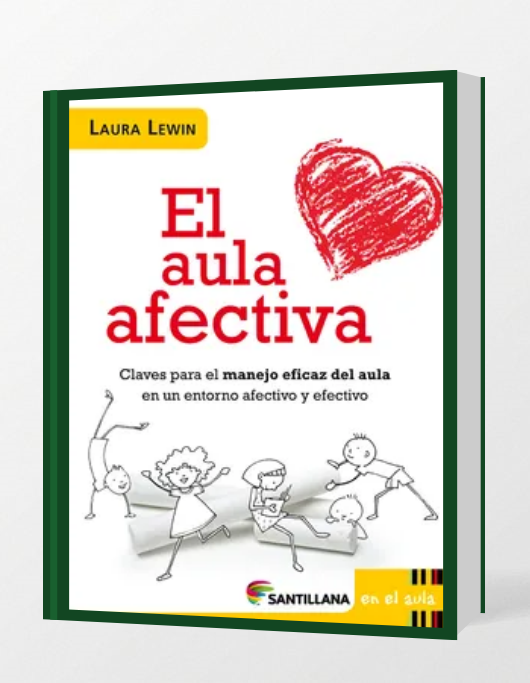 LAURA LEWIN
El
aula
afectiva
Claves para el manejo eficaz del aula
en un entorno afectivo y efectivo
SANTILLANA
en el aula